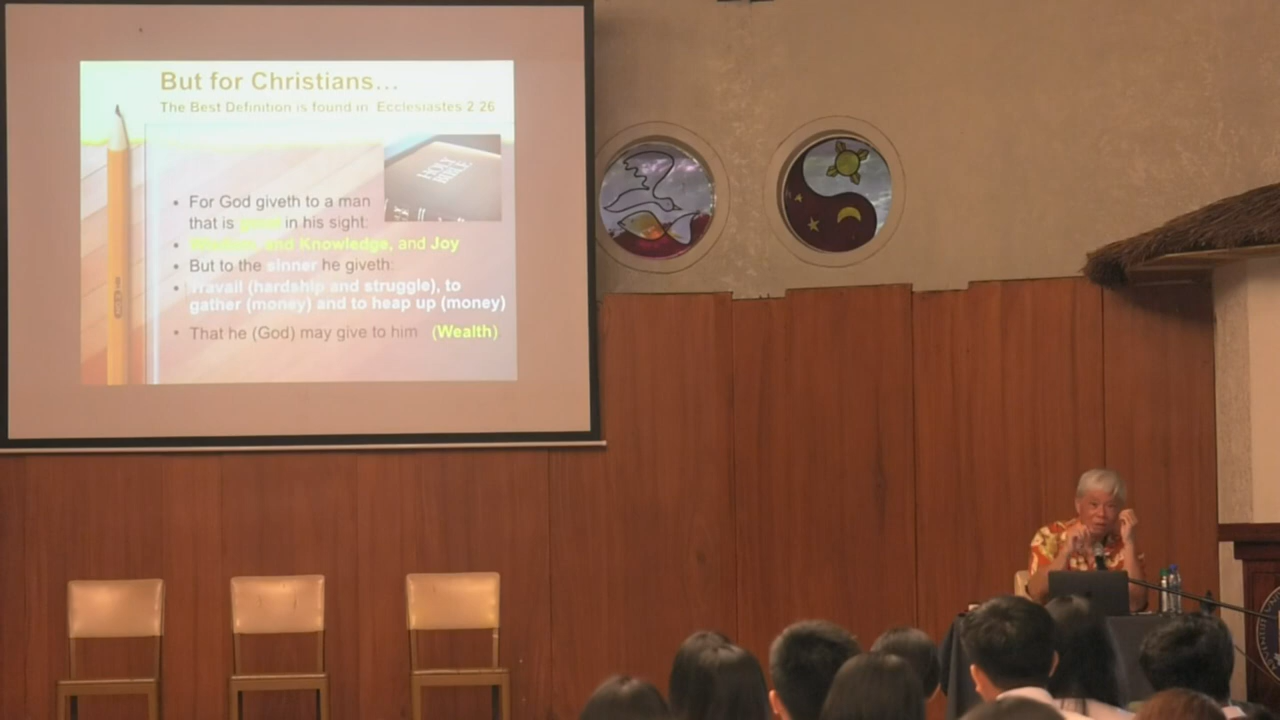 But for Christians…
The Best Definition is found in Ecclesiastes 2:26
HOLY
BIBLE
• For God giveth to a man
that is good in his sight:
• Wisdom, and Knowledge, and Joy
• But to the sinner he giveth:
• Travail (hardship and struggle), to
gather (money) and to heap up (money)
• That he (God) may give to him (Wealth)